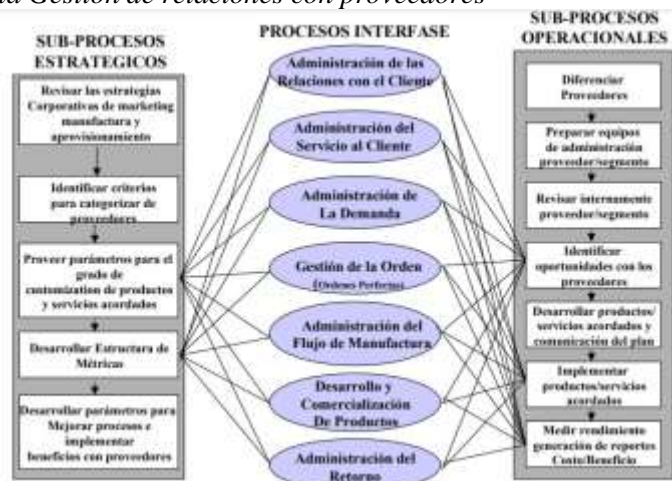 Gestión de relaciones con proveedores
SUB-PROCESOS
ESTRATEGICOS
Revisar las estrategias
Corporativas de marketing
manufactura y
aprovisionamiento
Identificar criterios
para categorizar de
proveedores
Proveer parámetros para el
grado de
customization de productos
y servicios acordados
Desarrollar Estructura de
Métricas
Desarrollar parámetros para
Mejorar procesos e
implementar
beneficios con proveedores
PROCESOS INTERFASE
Administración de las
Relaciones con el Cliente
Administración del
Servicio al Cliente
Administración de
La Demanda
Gestión de la Orden
(Ordenes Perfectas)
Administración del
Flujo de Manufactura
Desarrollo y
Comercialización
De Productos
Administración del
Retorno
SUB-PROCESOS
OPERACIONALES
Diferenciar
Proveedores
Preparar equipos
de administración
proveedor/segmento
Revisar internamente
proveedor/segmento
Identificar
oportunidades con los
proveedores
Desarrollar productos/
servicios acordados y
comunicación del plan
Implementar
productos/servicios
acordados
Medir rendimiento
generación de reportes
Costo/Beneficio